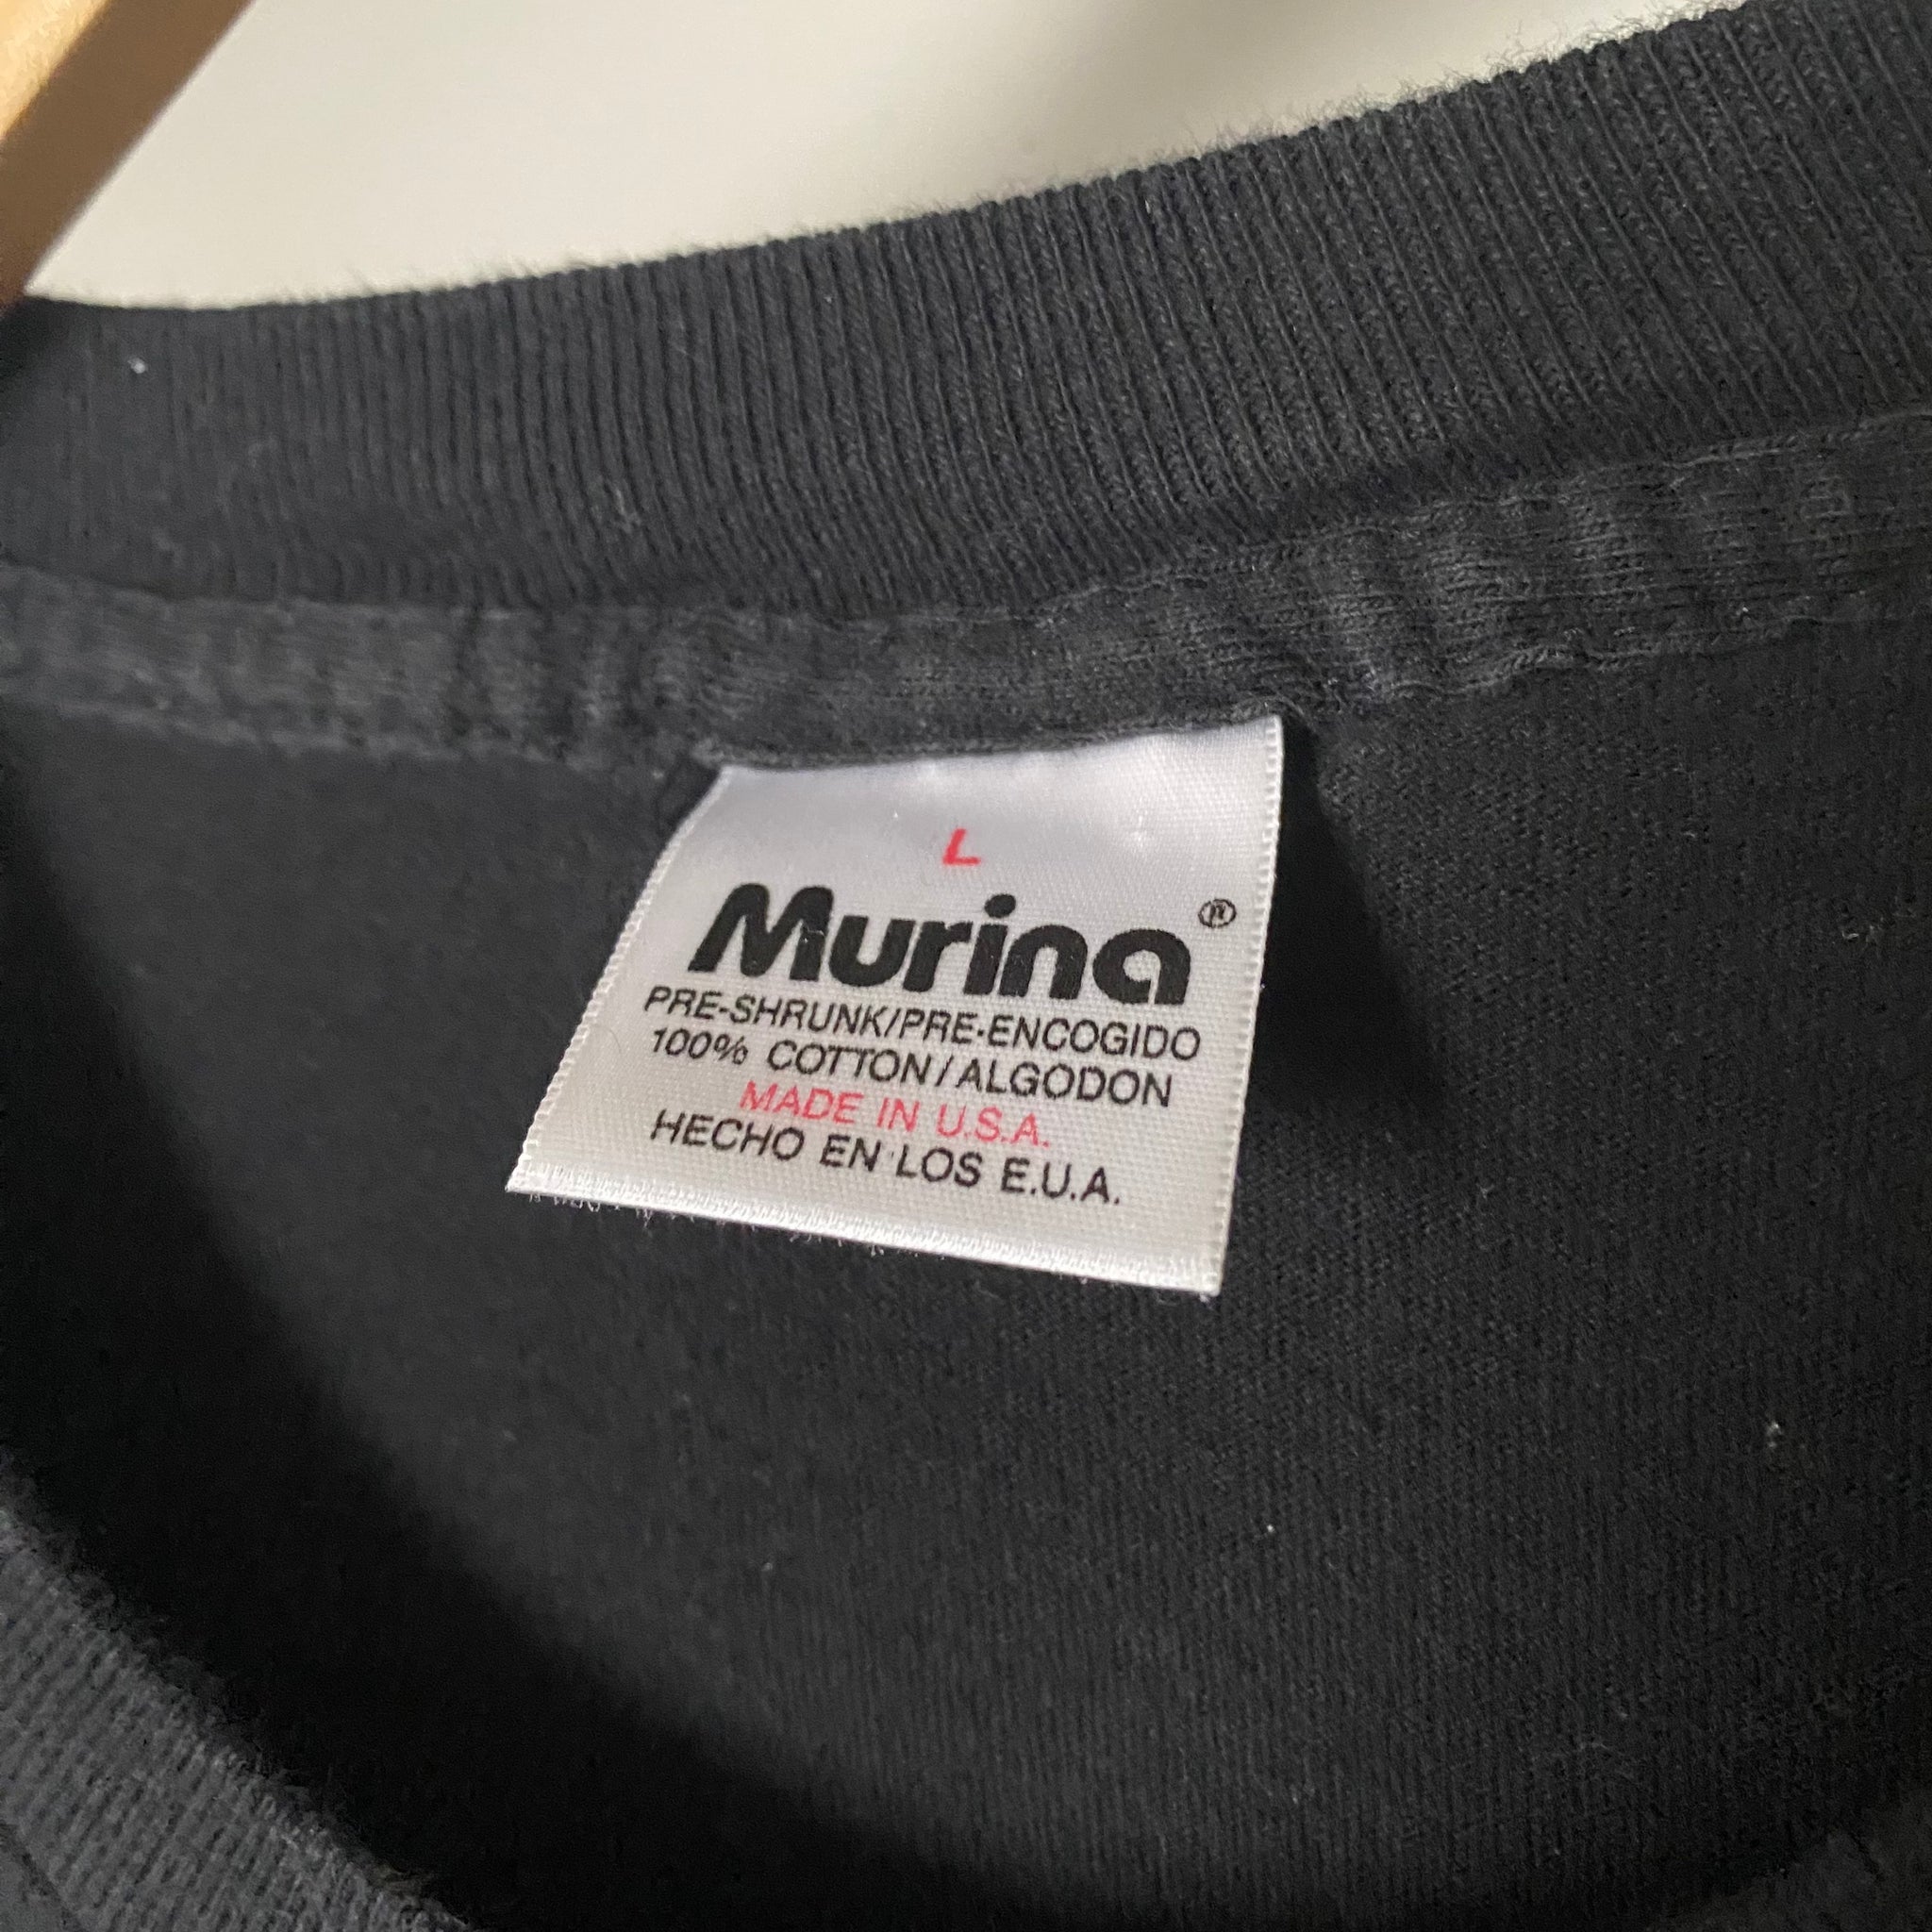 L
Murina®
PRE-SHRUNK/PRE-ENCOGIDO
100% COTTON/ALGODON
MADE IN U.S.A.
HECHO EN LOS E.U.A.